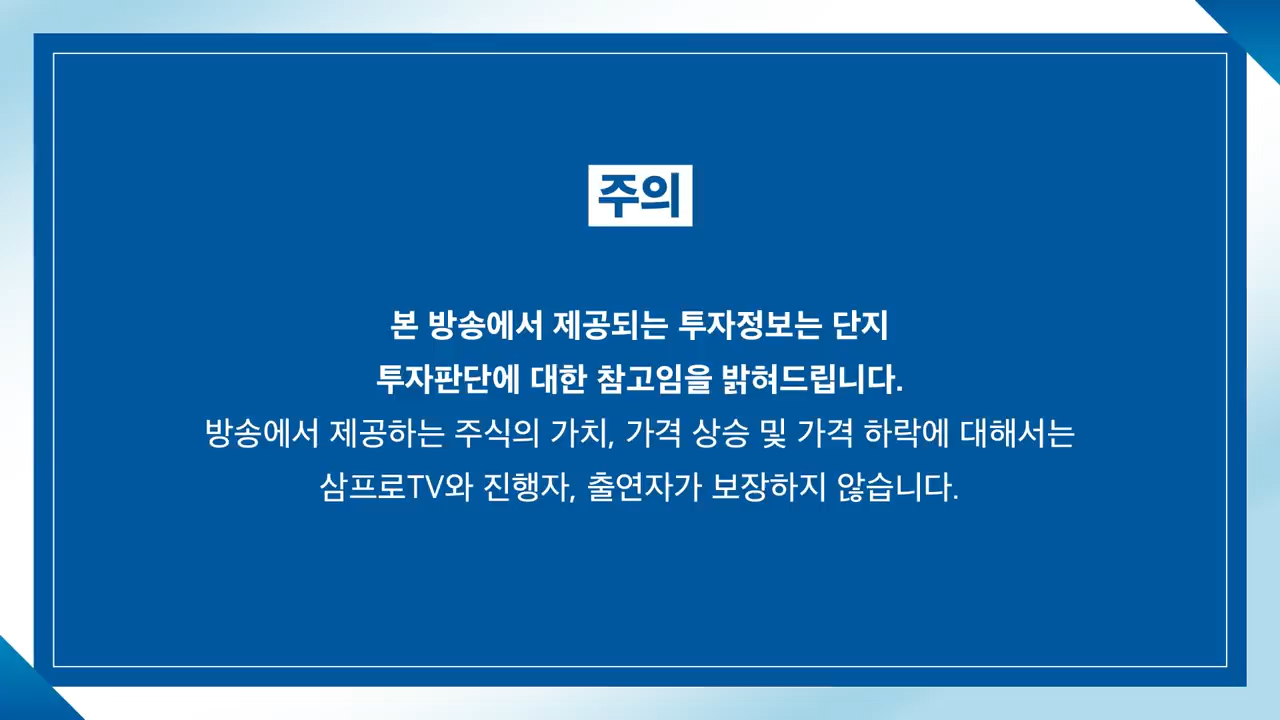 주의
본 방송에서 제공되는 투자정보는 단지
투자판단에 대한 참고임을 밝혀드립니다.
방송에서 제공하는 주식의 가치, 가격 상승 및 가격 하락에 대해서는
삼프로TV와 진행자, 출연자가 보장하지 않습니다.